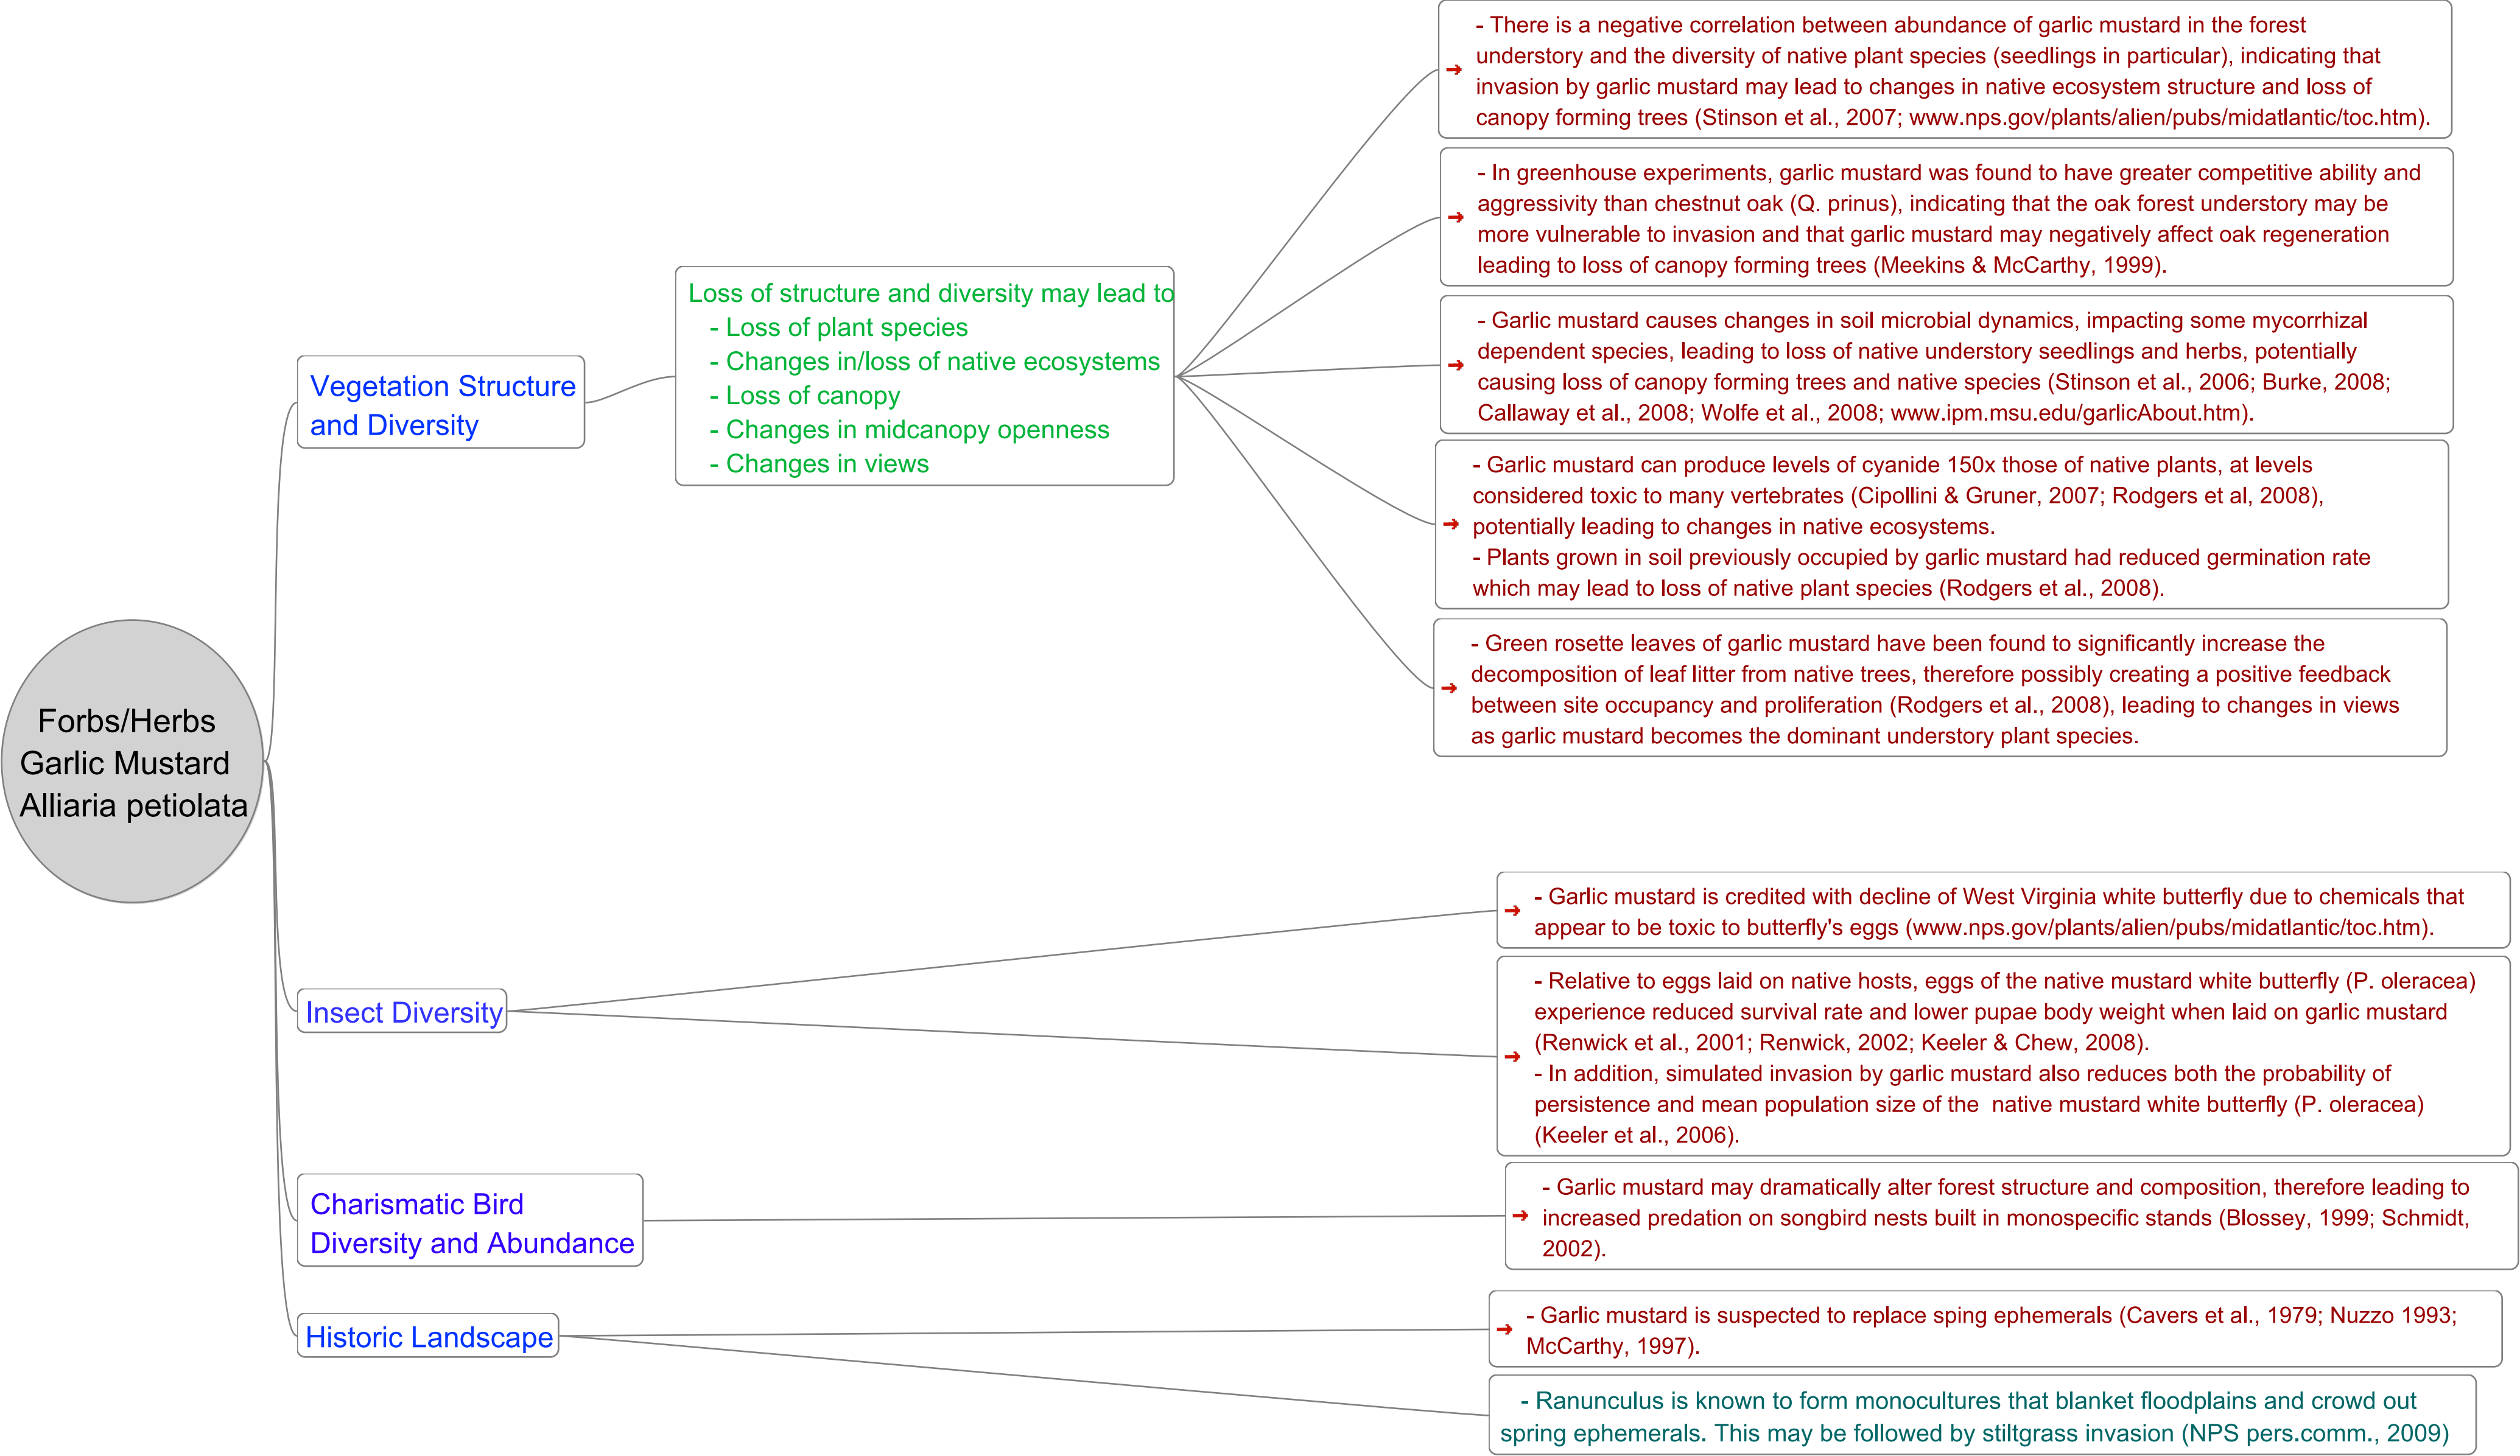 Forbs/Herbs
Garlic Mustard
Alliaria petiolata
Vegetation Structure
and Diversity
Loss of structure and diversity may lead to
- Loss of plant species
- Changes in/loss of native ecosystems
- Loss of canopy
- Changes in midcanopy openness
- Changes in views
- There is a negative correlation between abundance of garlic mustard in the forest
understory and the diversity of native plant species (seedlings in particular), indicating that
invasion by garlic mustard may lead to changes in native ecosystem structure and loss of
canopy forming trees (Stinson et al., 2007; www.nps.gov/plants/alien/pubs/midatlantic/toc.htm).
- In greenhouse experiments, garlic mustard was found to have greater competitive ability and
aggressivity than chestnut oak (Q. prinus), indicating that the oak forest understory may be
more vulnerable to invasion and that garlic mustard may negatively affect oak regeneration
leading to loss of canopy forming trees (Meekins & McCarthy, 1999).
- Garlic mustard causes changes in soil microbial dynamics, impacting some mycorrhizal
dependent species, leading to loss of native understory seedlings and herbs, potentially
causing loss of canopy forming trees and native species (Stinson et al., 2006; Burke, 2008;
Callaway et al., 2008; Wolfe et al., 2008; www.ipm.msu.edu/garlicAbout.htm).
- Garlic mustard can produce levels of cyanide 150x those of native plants, at levels
considered toxic to many vertebrates (Cipollini & Gruner, 2007; Rodgers et al, 2008),
potentially leading to changes in native ecosystems.
- Plants grown in soil previously occupied by garlic mustard had reduced germination rate
which may lead to loss of native plant species (Rodgers et al., 2008).
- Green rosette leaves of garlic mustard have been found to significantly increase the
decomposition of leaf litter from native trees, therefore possibly creating a positive feedback
between site occupancy and proliferation (Rodgers et al., 2008), leading to changes in views
as garlic mustard becomes the dominant understory plant species.
Insect Diversity
- Garlic mustard is credited with decline of West Virginia white butterfly due to chemicals that
appear to be toxic to butterfly's eggs (www.nps.gov/plants/alien/pubs/midatlantic/toc.htm).
- Relative to eggs laid on native hosts, eggs of the native mustard white butterfly (P. oleracea)
experience reduced survival rate and lower pupae body weight when laid on garlic mustard
(Renwick et al., 2001; Renwick, 2002; Keeler & Chew, 2008).
- In addition, simulated invasion by garlic mustard also reduces both the probability of
persistence and mean population size of the  native mustard white butterfly (P. oleracea)
(Keeler et al., 2006).
Charismatic Bird
Diversity and Abundance
- Garlic mustard may dramatically alter forest structure and composition, therefore leading to
increased predation on songbird nests built in monospecific stands (Blossey, 1999; Schmidt,
2002).
Historic Landscape
- Garlic mustard is suspected to replace sping ephemerals (Cavers et al., 1979; Nuzzo 1993;
McCarthy, 1997).
- Ranunculus is known to form monocultures that blanket floodplains and crowd out
spring ephemerals. This may be followed by stiltgrass invasion (NPS pers.comm., 2009)